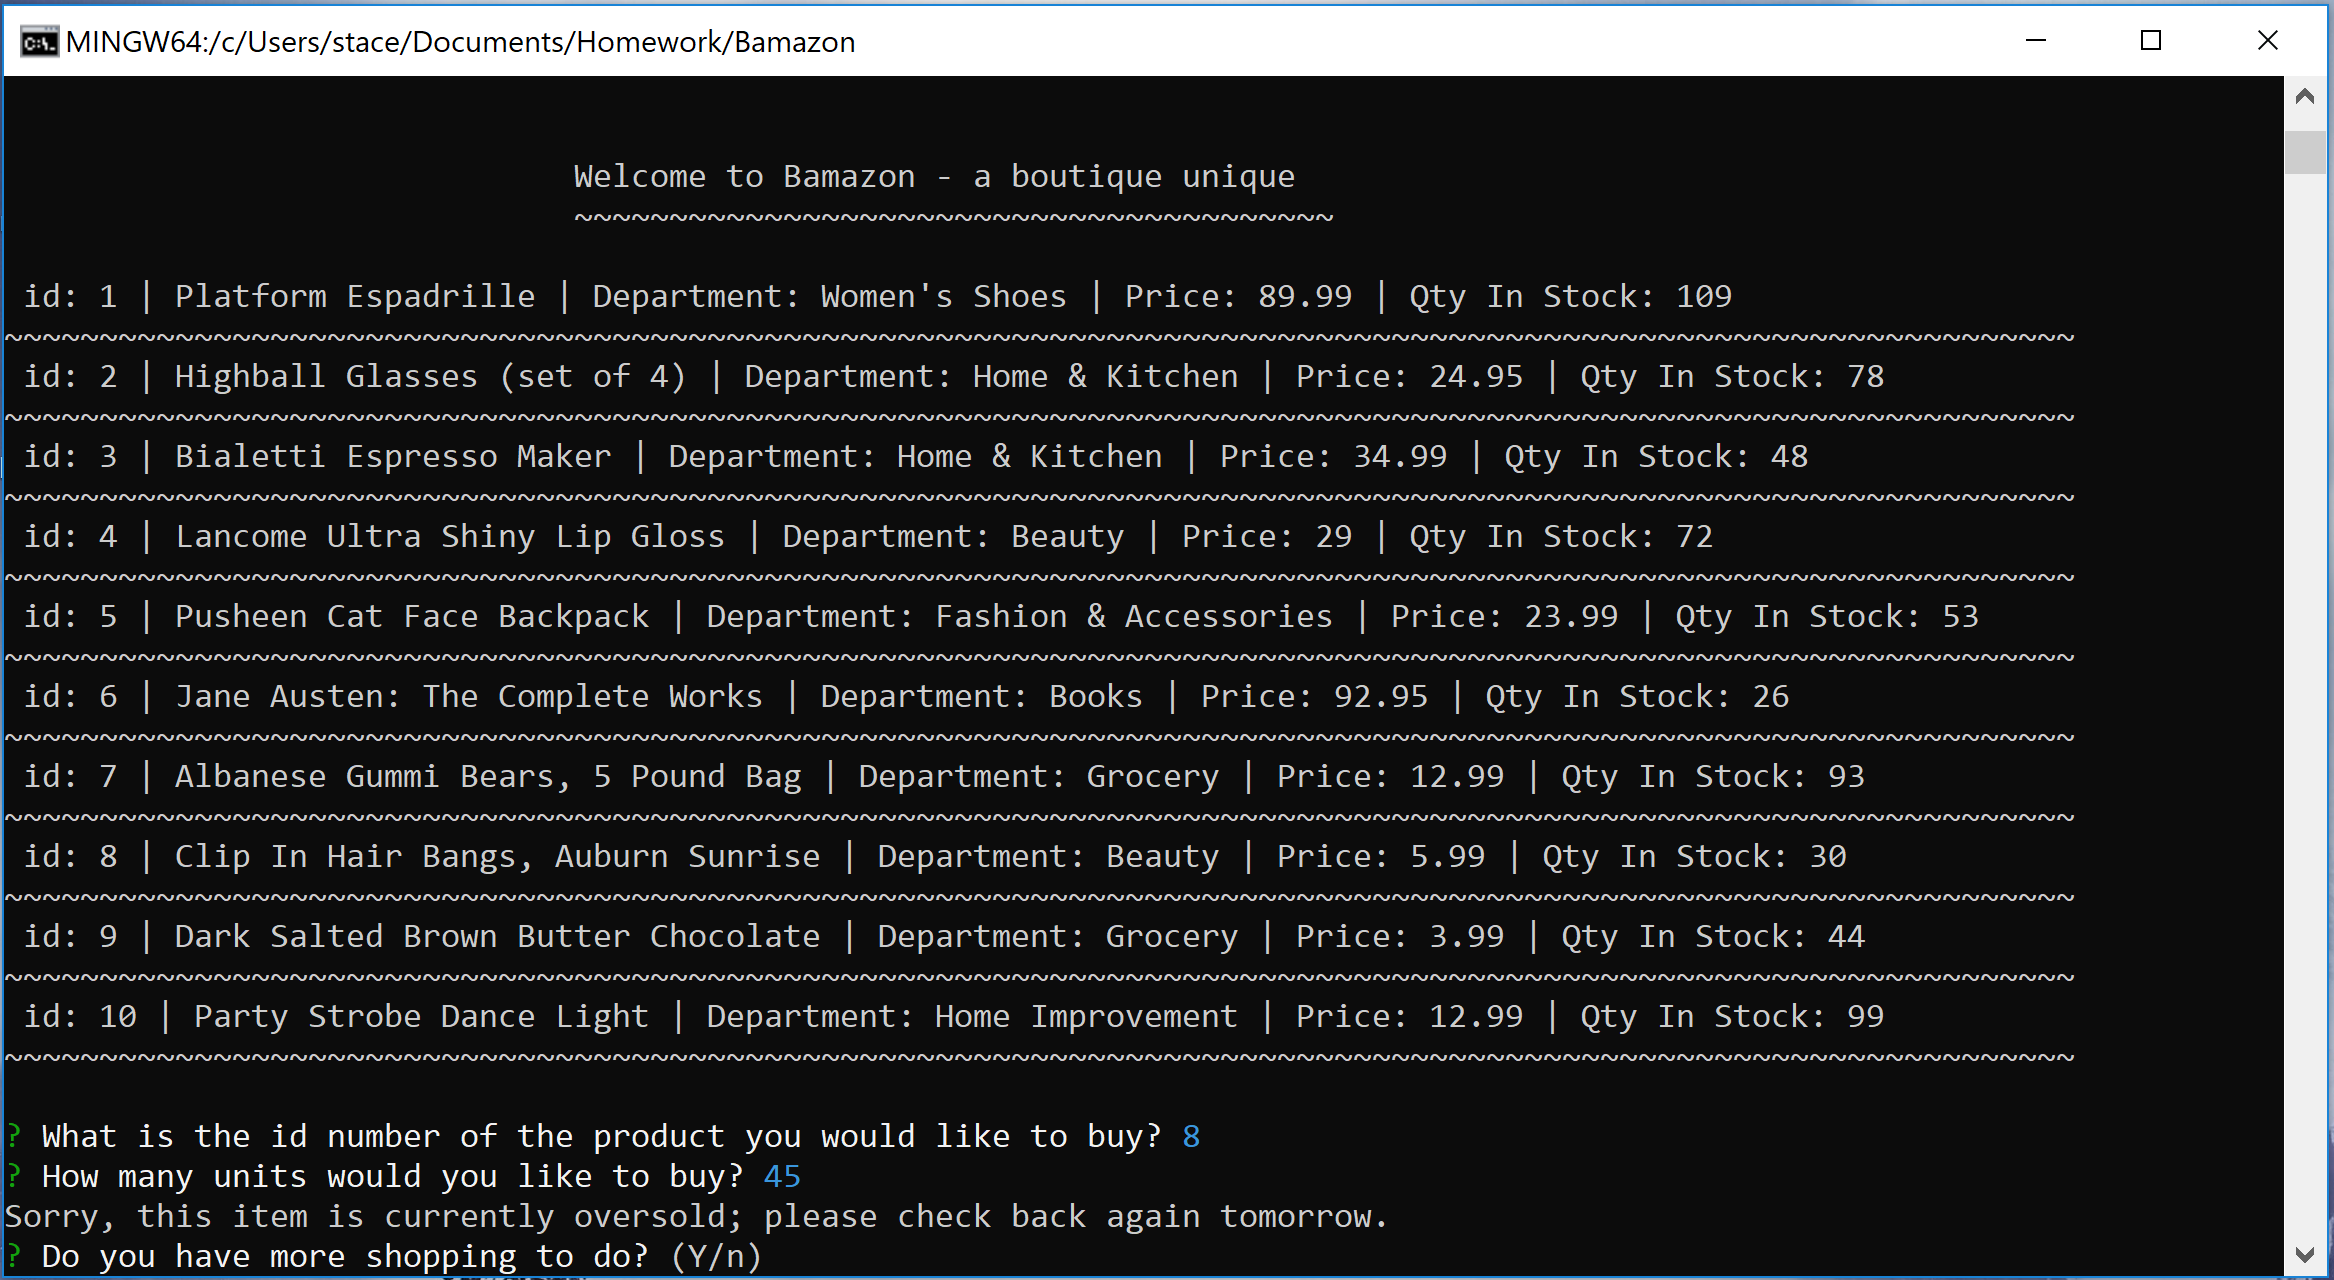 MINGW64:/c/Users/stace/Documents/Homework/Bamazon
Welcome to Bamazon - a boutique unique
~~~~~~~~~~~~~~~~~~~~~~~~~~~~~~~~~~~~~~~~
id: 1 | Platform Espadrille | Department: Women's Shoes | Price: 89.99 | Qty In Stock: 109
~~~~~~~~~~~~~~~~~~~~~~~~~~~~~~~~~~~~~~~~~~~~~~~~~~~~~~~~~~~~~~~~~~~~~~~~~~~~~~~~~~~~~~~~~~~~~~~~~~~~~~~~~~~~~
id: 2 | Highball Glasses (set of 4) | Department: Home & Kitchen | Price: 24.95 | Qty In Stock: 78
~~~~~~~~~~~~~~~~~~~~~~~~~~~~~~~~~~~~~~~~~~~~~~~~~~~~~~~~~~~~~~~~~~~~~~~~~~~~~~~~~~~~~~~~~~~~~~~~~~~~~~~~~~~~~
id: 3 | Bialetti Espresso Maker | Department: Home & Kitchen | Price: 34.99 | Qty In Stock: 48
~~~~~~~~~~~~~~~~~~~~~~~~~~~~~~~~~~~~~~~~~~~~~~~~~~~~~~~~~~~~~~~~~~~~~~~~~~~~~~~~~~~~~~~~~~~~~~~~~~~~~~~~~~~~~
id: 4 | Lancome Ultra Shiny Lip Gloss | Department: Beauty | Price: 29 | Qty In Stock: 72
~~~~~~~~~~~~~~~~~~~~~~~~~~~~~~~~~~~~~~~~~~~~~~~~~~~~~~~~~~~~~~~~~~~~~~~~~~~~~~~~~~~~~~~~~~~~~~~~~~~~~~~~~~~~~
id: 5 | Pusheen Cat Face Backpack | Department: Fashion & Accessories | Price: 23.99 | Qty In Stock: 53
~~~~~~~~~~~~~~~~~~~~~~~~~~~~~~~~~~~~~~~~~~~~~~~~~~~~~~~~~~~~~~~~~~~~~~~~~~~~~~~~~~~~~~~~~~~~~~~~~~~~~~~~~~~~~
id: 6 | Jane Austen: The Complete Works | Department: Books | Price: 92.95 | Qty In Stock: 26
~~~~~~~~~~~~~~~~~~~~~~~~~~~~~~~~~~~~~~~~~~~~~~~~~~~~~~~~~~~~~~~~~~~~~~~~~~~~~~~~~~~~~~~~~~~~~~~~~~~~~~~~~~~~~
id: 7 | Albanese Gummi Bears, 5 Pound Bag | Department: Grocery | Price: 12.99 | Qty In Stock: 93
~~~~~~~~~~~~~~~~~~~~~~~~~~~~~~~~~~~~~~~~~~~~~~~~~~~~~~~~~~~~~~~~~~~~~~~~~~~~~~~~~~~~~~~~~~~~~~~~~~~~~~~~~~~~~
id: 8 | Clip In Hair Bangs, Auburn Sunrise | Department: Beauty | Price: 5.99 | Qty In Stock: 30
~~~~~~~~~~~~~~~~~~~~~~~~~~~~~~~~~~~~~~~~~~~~~~~~~~~~~~~~~~~~~~~~~~~~~~~~~~~~~~~~~~~~~~~~~~~~~~~~~~~~~~~~~~~~~
id: 9 | Dark Salted Brown Butter Chocolate | Department: Grocery | Price: 3.99 | Qty In Stock: 44
~~~~~~~~~~~~~~~~~~~~~~~~~~~~~~~~~~~~~~~~~~~~~~~~~~~~~~~~~~~~~~~~~~~~~~~~~~~~~~~~~~~~~~~~~~~~~~~~~~~~~~~~~~~~~
id: 10 | Party Strobe Dance Light | Department: Home Improvement | Price: 12.99 | Qty In Stock: 99
~~~~~~~~~~~~~~~~~~~~~~~~~~~~~~~~~~~~~~~~~~~~~~~~~~~~~~~~~~~~~~~~~~~~~~~~~~~~~~~~~~~~~~~~~~~~~~~~~~~~~~~~~~~~~
? What is the id number of the product you would like to buy? 8
? How many units would you like to buy? 45
Sorry, this item is currently oversold; please check back again tomorrow.
? Do you have more shopping to do? (Y/n)